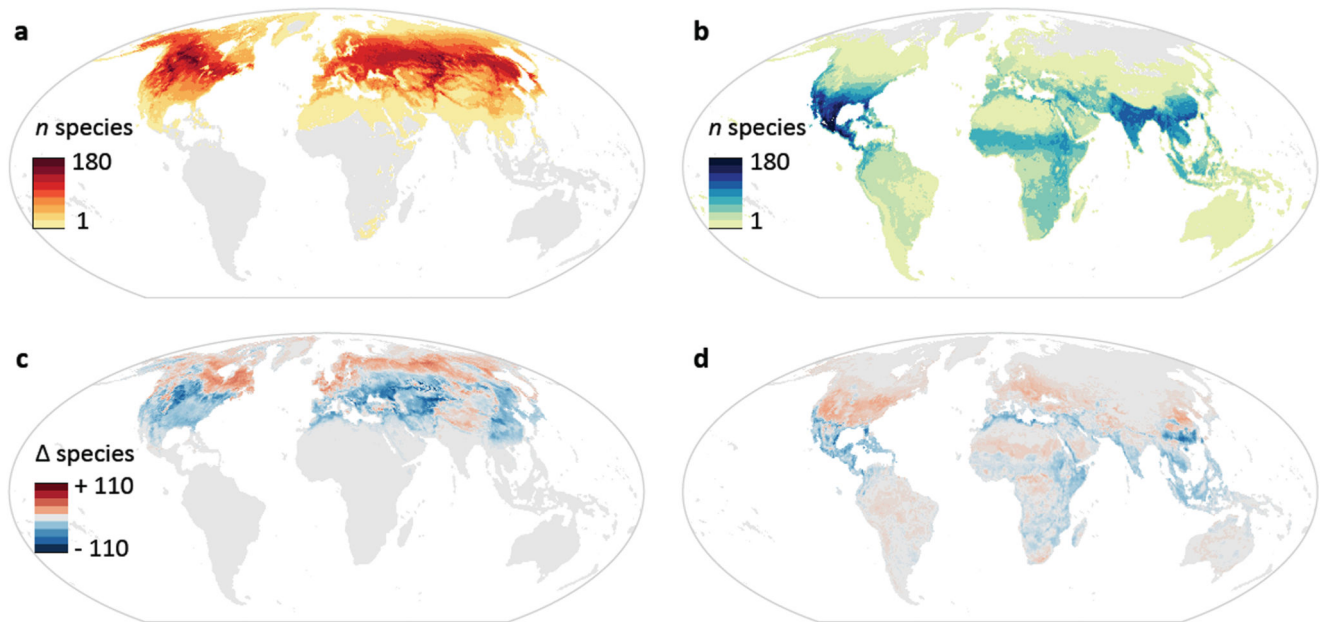 a
n species
180
1
b
n species
180
1
c
Δ species
+ 110
- 110
d